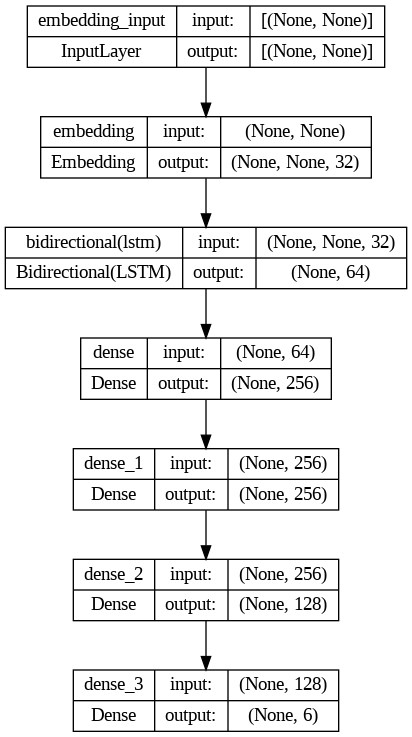 embedding_input input: [(None, None)]
InputLayer output: [(None, None)]
embedding input: (None, None)
Embedding output: (None, None, 32)
bidirectional(lstm) input: (None, None, 32)
Bidirectional(LSTM) output: (None, 64)
dense input: (None, 64)
Dense output: (None, 256)
dense_1 input: (None, 256)
Dense output: (None, 256)
dense_2 input: (None, 256)
Dense output: (None, 128)
dense_3 input: (None, 128)
Dense output: (None, 6)